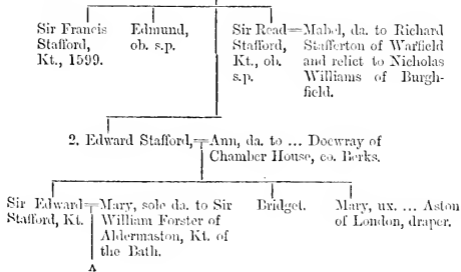 Sir Francis Stafford, Kt., 1599.
Edmund, ob. s.p.
Sir Read Stafford, Kt., ob. s.p.
=Mabel, da. to Richard Stafferton of Warfield and relict to Nicholas Williams of Burgh-field.
2. Edward Stafford,=Ann, da. to ... Docwray of Chamber House, co. Berks.
Sir Edward Stafford, Kt.
=Mary, sole da. to Sir William Forster of Aldermaston, Kt. of the Bath.
Bridget.
Mary, ux. ... Aston of London, draper.
A